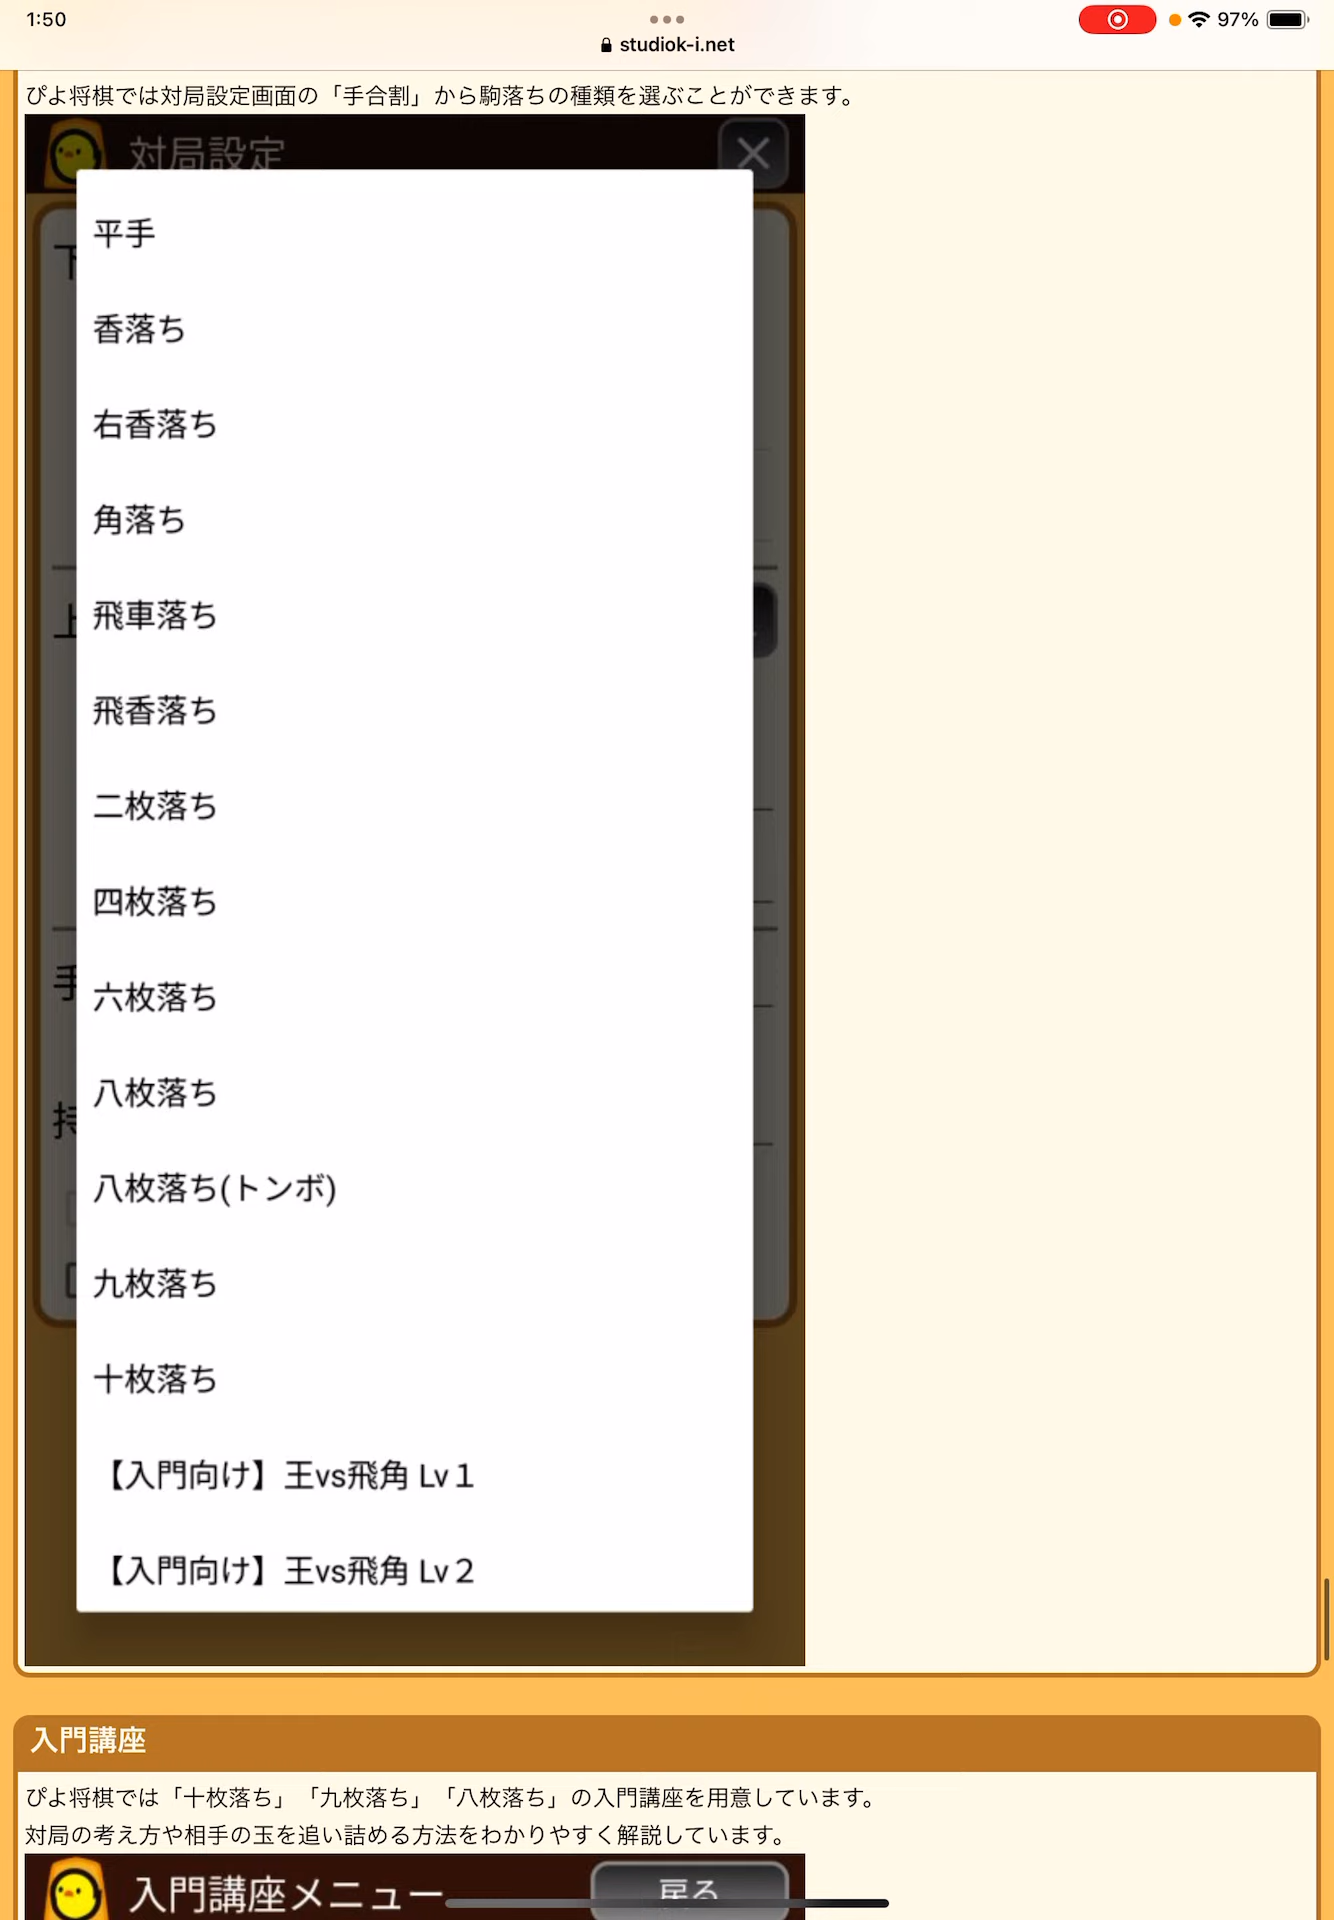 1:50
97%
studiok-i.net
ぴよ将棋では対局設定画面の「手合割」から駒落ちの種類を選ぶことができます。
対局設定
平手
香落ち
右香落ち
角落ち
飛車落ち
飛香落ち
二枚落ち
四枚落ち
六枚落ち
八枚落ち
八枚落ち(トンボ)
九枚落ち
十枚落ち
【入門向け】王vs飛角 Lv１
【入門向け】王vs飛角 Lv２
入門講座
ぴよ将棋では「十枚落ち」「九枚落ち」「八枚落ち」の入門講座を用意しています。
対局の考え方や相手の玉を追い詰める方法をわかりやすく解説しています。
入門講座メニュー
戻る